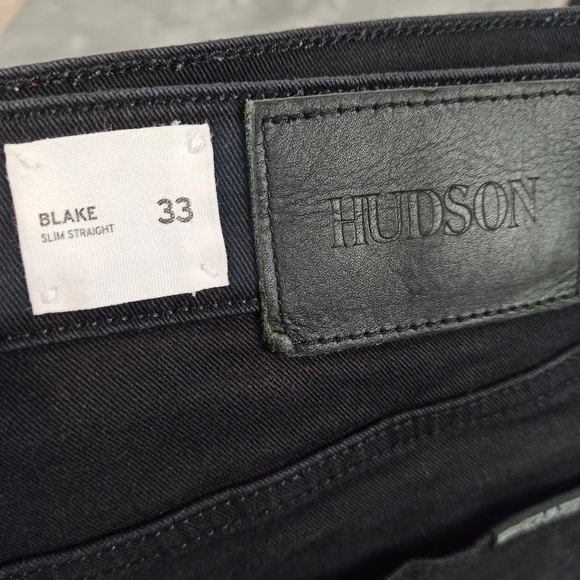 BLAKE 33
SLIM STRAIGHT
HUDSON